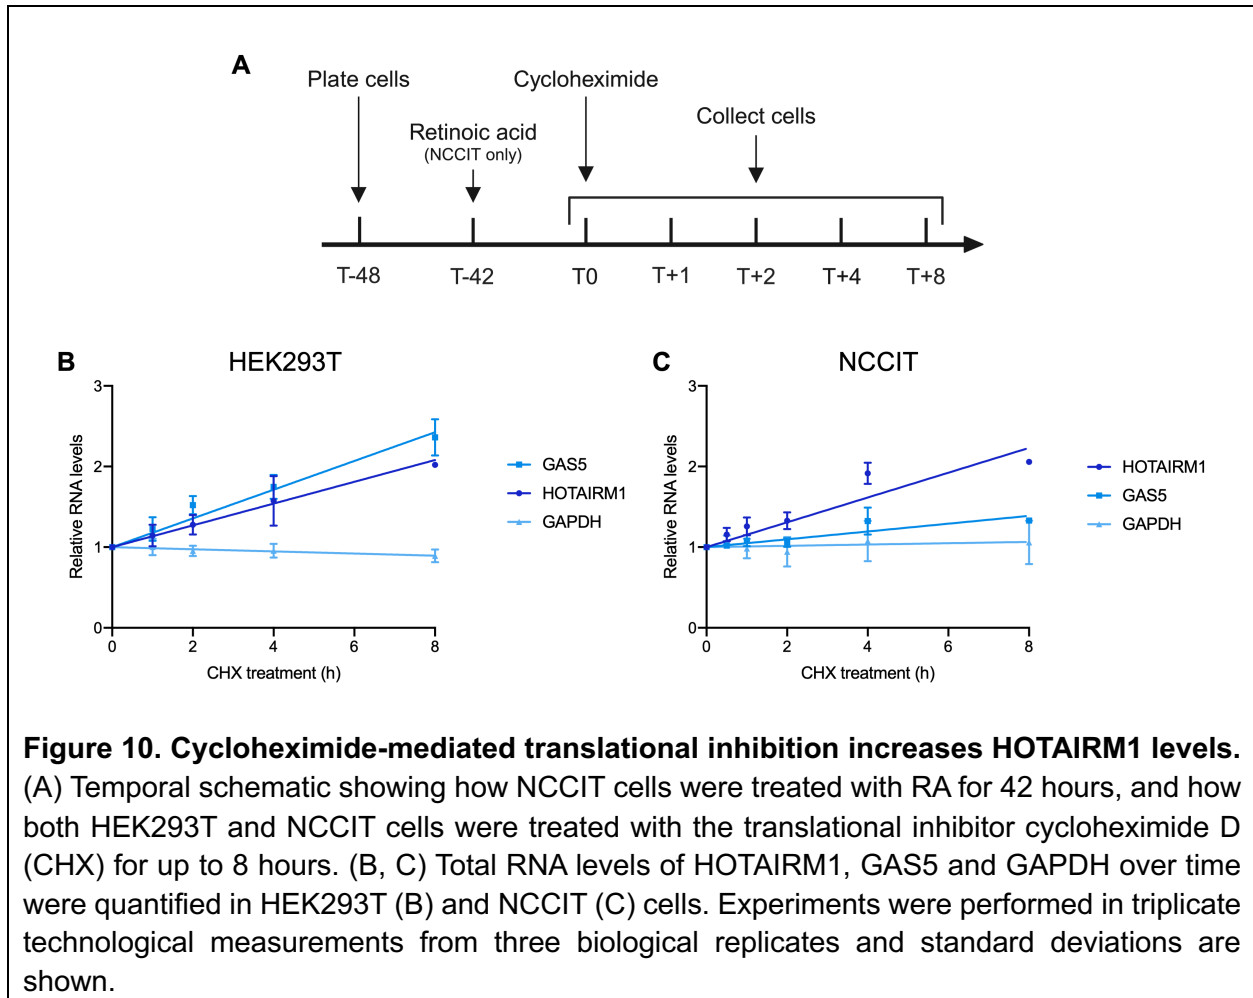 A
Plate cells
Cycloheximide
Collect cells
Retinoic acid
(NCCIT only)
T-48
T-42
T0
T+1
T+2
T+4
T+8
B
HEK293T
Relative RNA levels
3
2
1
0
0
2
4
6
8
CHX treatment (h)
GAS5
HOTAIRM1
GAPDH
C
NCCIT
Relative RNA levels
3
2
1
0
0
2
4
6
8
CHX treatment (h)
HOTAIRM1
GAS5
GAPDH
Figure 10. Cycloheximide-mediated translational inhibition increases HOTAIRM1 levels.
(A) Temporal schematic showing how NCCIT cells were treated with RA for 42 hours, and how
both HEK293T and NCCIT cells were treated with the translational inhibitor cycloheximide D
(CHX) for up to 8 hours. (B, C) Total RNA levels of HOTAIRM1, GAS5 and GAPDH over time
were quantified in HEK293T (B) and NCCIT (C) cells. Experiments were performed in triplicate
technological measurements from three biological replicates and standard deviations are
shown.